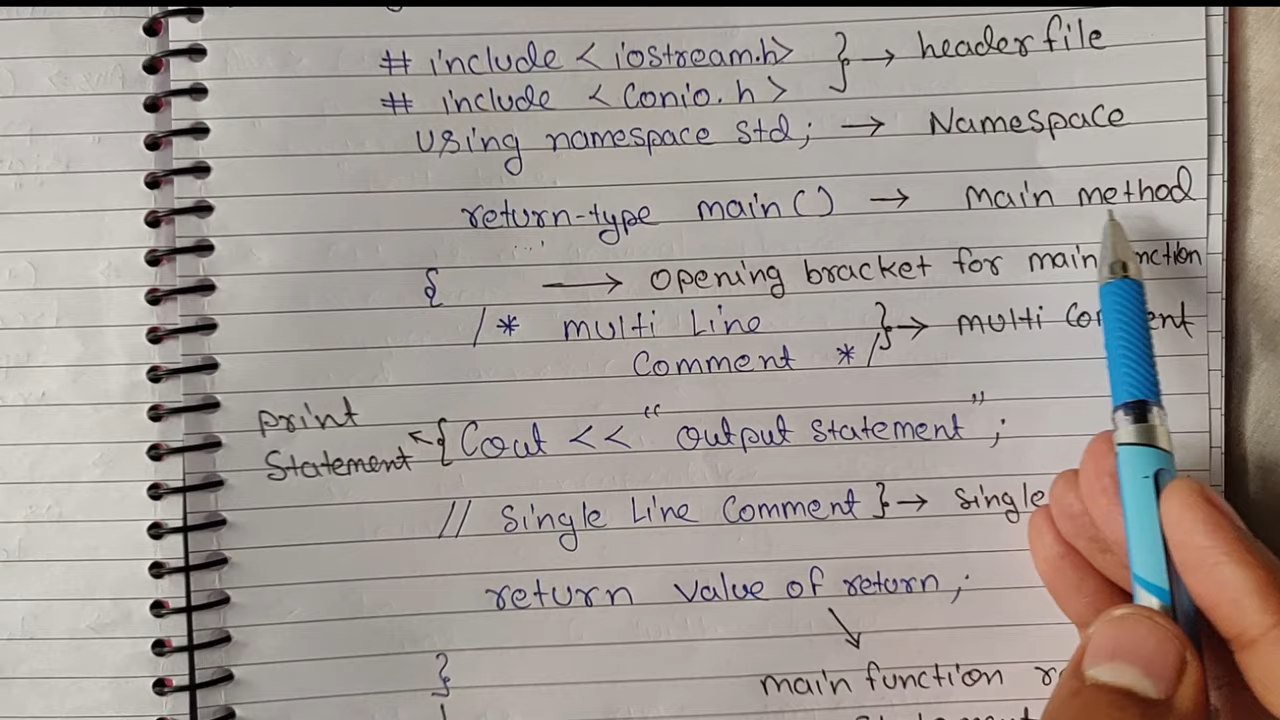 # include <iostream.h> } → header file
# include <Conio.h>
using namespace std; → Namespace
return-type main() → main method
{ → opening bracket for main
/* multi Line
Comment */ } → multi
print
Statement ← { Cout << “ output statement ” ;
// Single Line Comment } → single
return value of return ;
}
main function